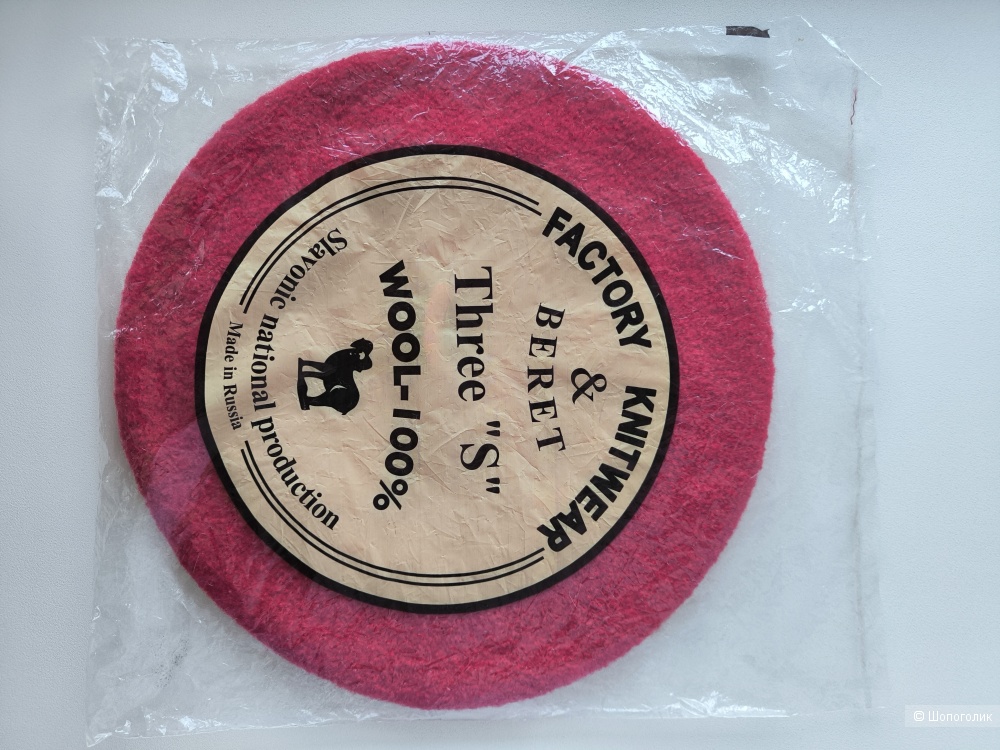 FACTORY KNITWEAR
&
BERET
Three "S"
WOOL-100%
Slavonic national production
Made in Russia
© Шопоголик